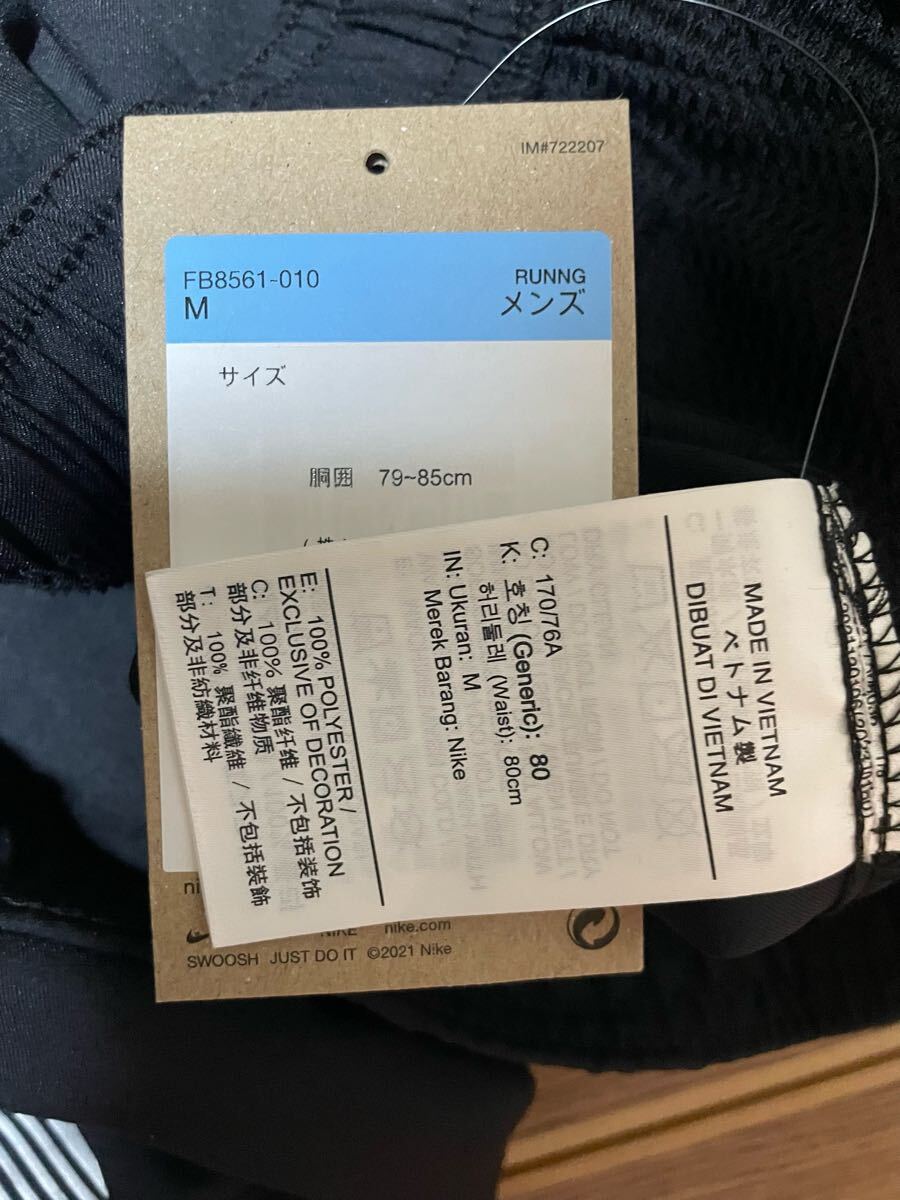 IM#722207
FB8561-010
RUNNG
M
メンズ
サイズ
胴囲 79~85cm
MADE IN VIETNAM
ベトナム製
DIBUAT DI VIETNAM
C: 170/76A
K: 호칭 (Generic): 80
허리둘레 (Waist): 80cm
IN: Ukuran: M
Merek Barang: Nike
E: 100% POLYESTER/
EXCLUSIVE OF DECORATION
C: 100% 聚酯纤维 / 不包括装饰
部分及非纤维物质
T: 100% 聚酯纖維 / 不包括裝飾
部分及非紡織材料
NIKE nike.com
SWOOSH JUST DO IT ©2021 Nike